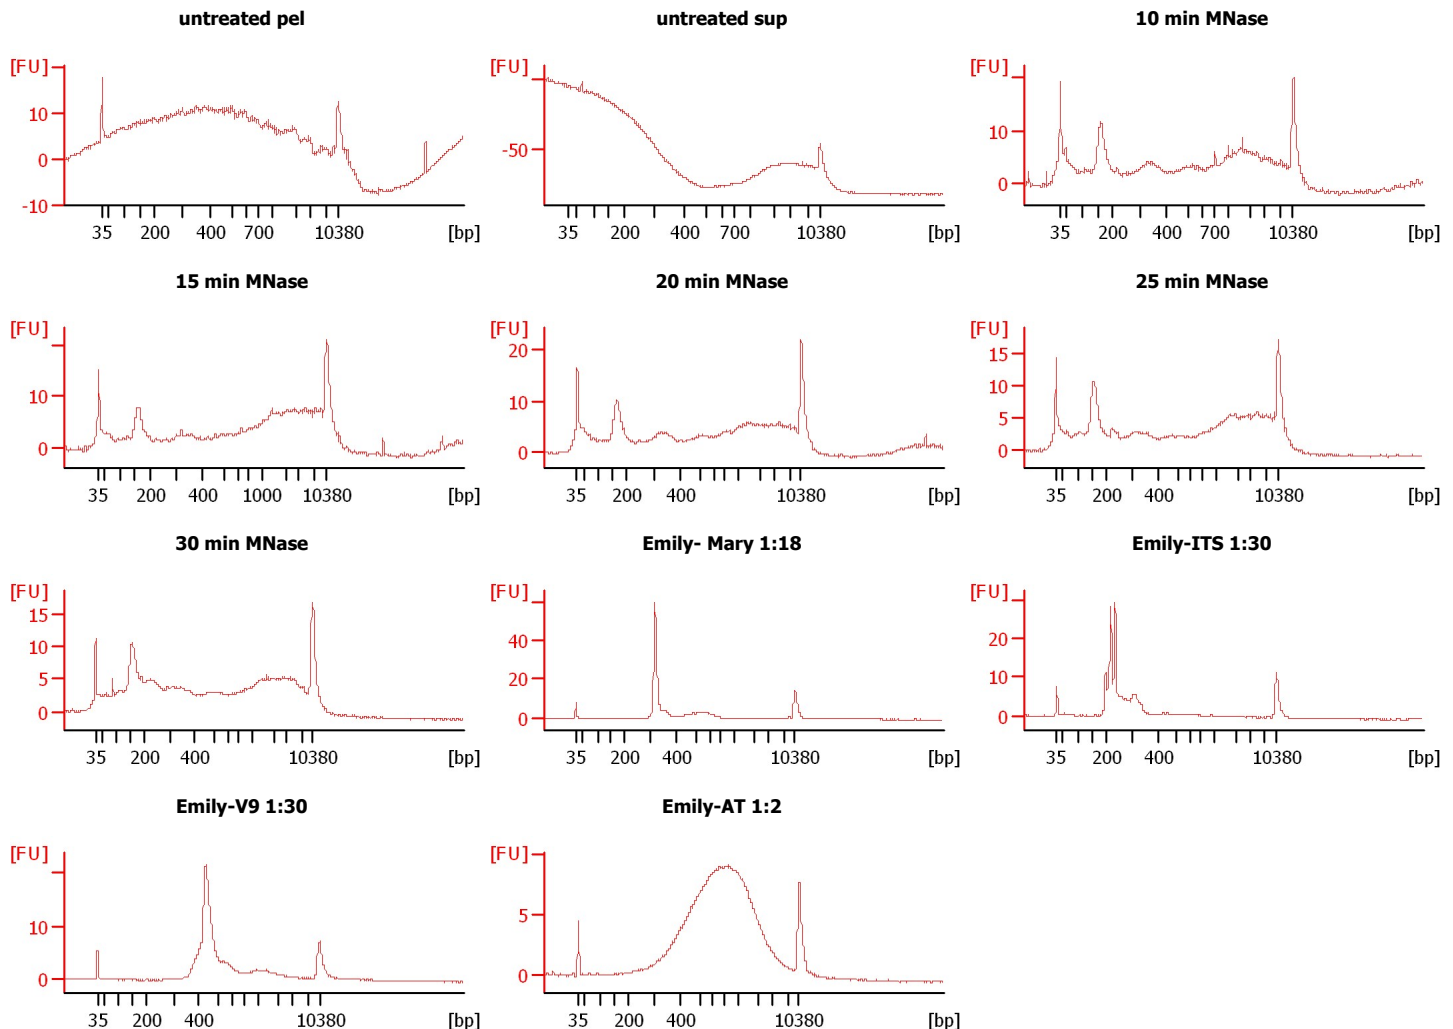 untreated pel
[FU]
10
0
-10
35 200 400 700 10380 [bp]
untreated sup
[FU]
-50
35 200 400 700 10380 [bp]
10 min MNase
[FU]
10
0
35 200 400 700 10380 [bp]
15 min MNase
[FU]
10
0
35 200 400 1000 10380 [bp]
20 min MNase
[FU]
20
10
0
35 200 400 10380 [bp]
25 min MNase
[FU]
15
10
5
0
35 200 400 10380 [bp]
30 min MNase
[FU]
15
10
5
0
35 200 400 10380 [bp]
Emily- Mary 1:18
[FU]
40
20
0
35 200 400 10380 [bp]
Emily-ITS 1:30
[FU]
20
10
0
35 200 400 10380 [bp]
Emily-V9 1:30
[FU]
10
0
35 200 400 10380 [bp]
Emily-AT 1:2
[FU]
5
0
35 200 400 10380 [bp]